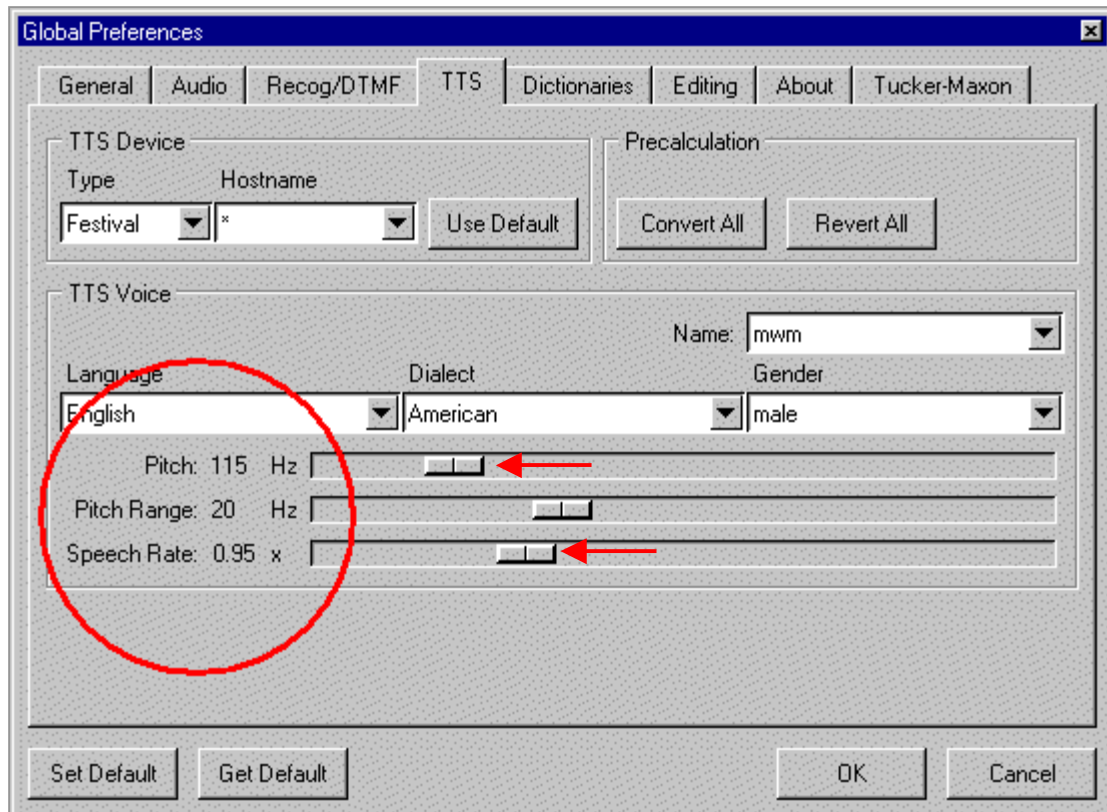 Global Preferences
General Audio Recog/DTMF TTS Dictionaries Editing About Tucker-Maxon
TTS Device
Type Hostname
Festival * Use Default
Precalculation
Convert All Revert All
TTS Voice
Name: mwm
Language Dialect Gender
English American male
Pitch: 115 Hz
Pitch Range: 20 Hz
Speech Rate: 0.95 x
Set Default Get Default OK Cancel